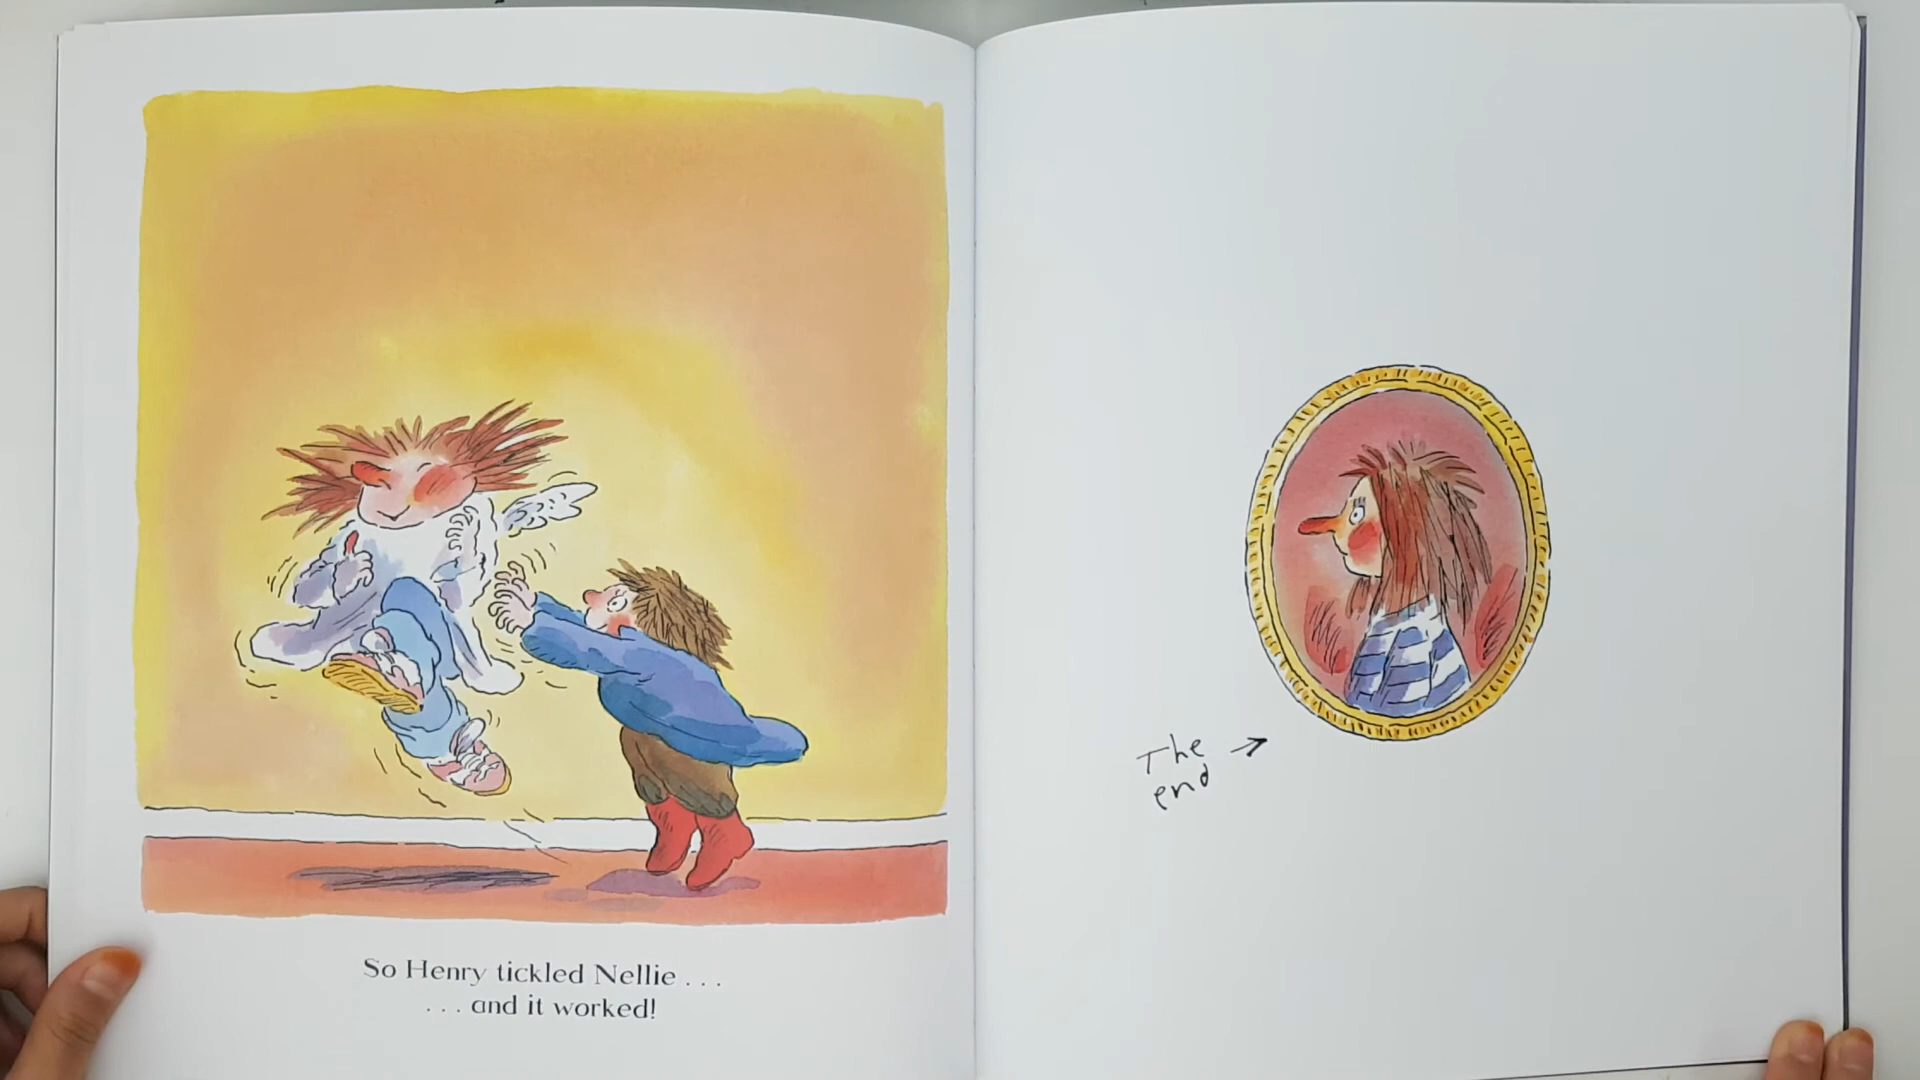 So Henry tickled Nellie . . .
. . . and it worked!
The
end